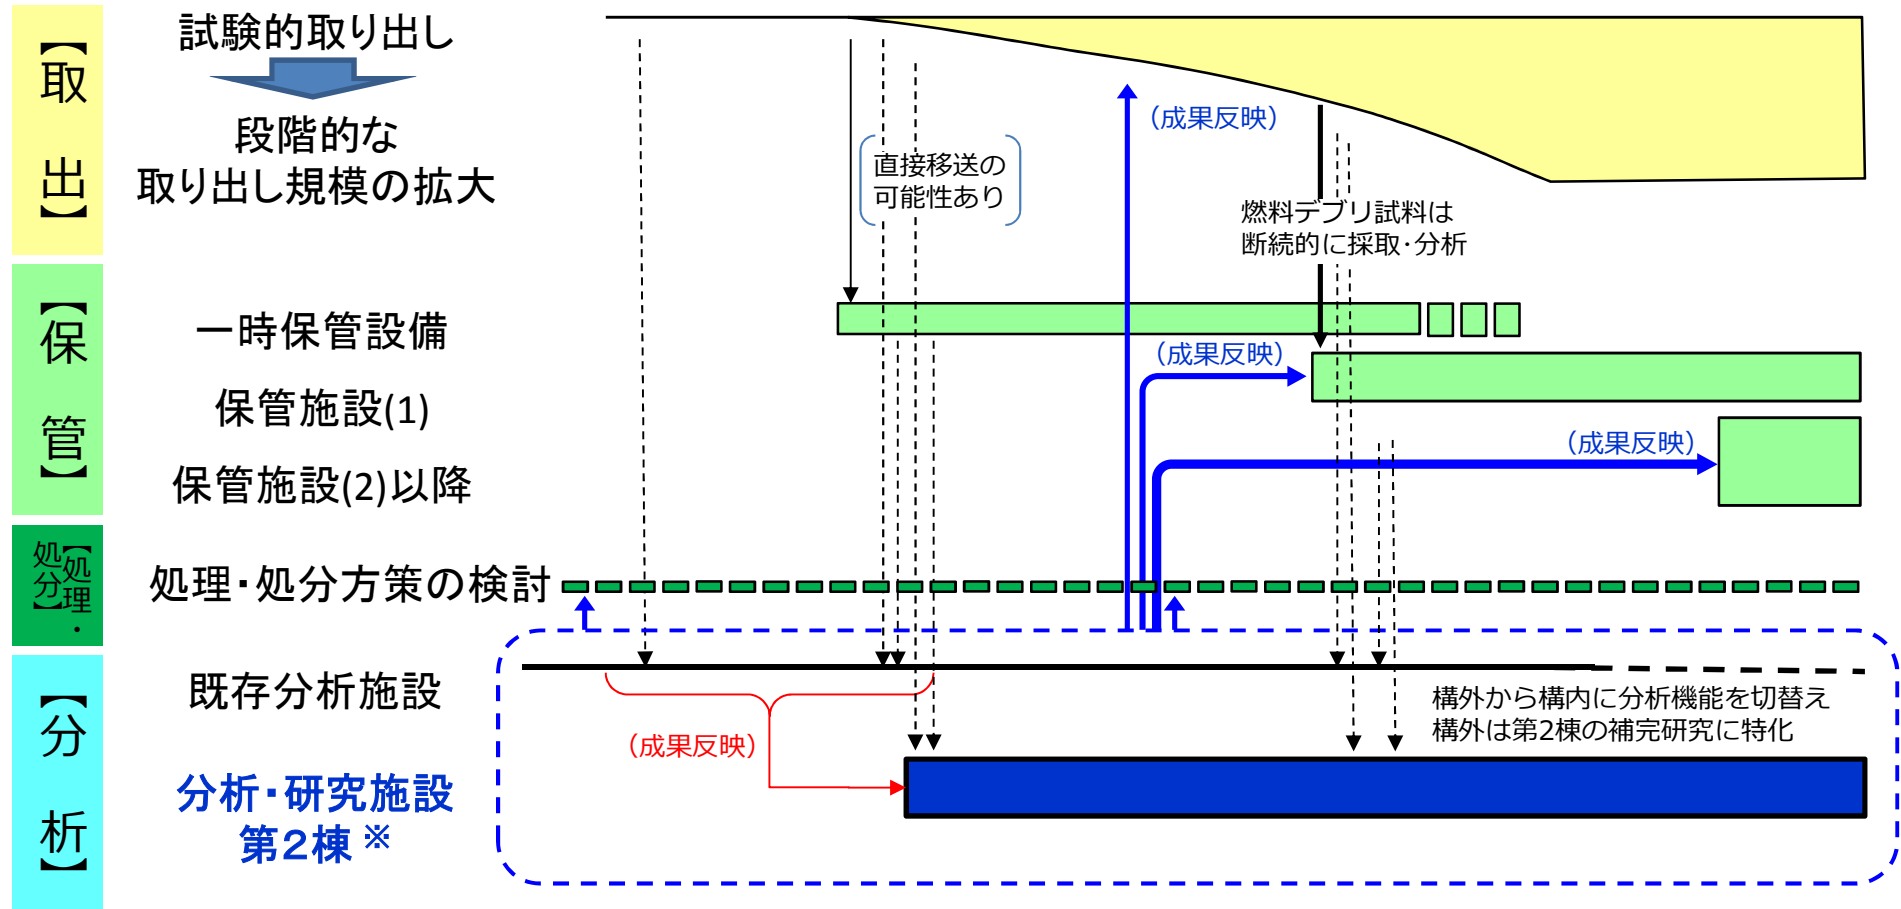 【取 出】
試験的取り出し
段階的な
取り出し規模の拡大
(成果反映)
直接移送の
可能性あり
燃料デブリ試料は
断続的に採取・分析
【保 管】
一時保管設備
(成果反映)
保管施設(1)
(成果反映)
保管施設(2)以降
【処理・
処分】
処理・処分方策の検討
【分 析】
既存分析施設
構外から構内に分析機能を切替え
構外は第2棟の補完研究に特化
(成果反映)
分析・研究施設
第2棟※